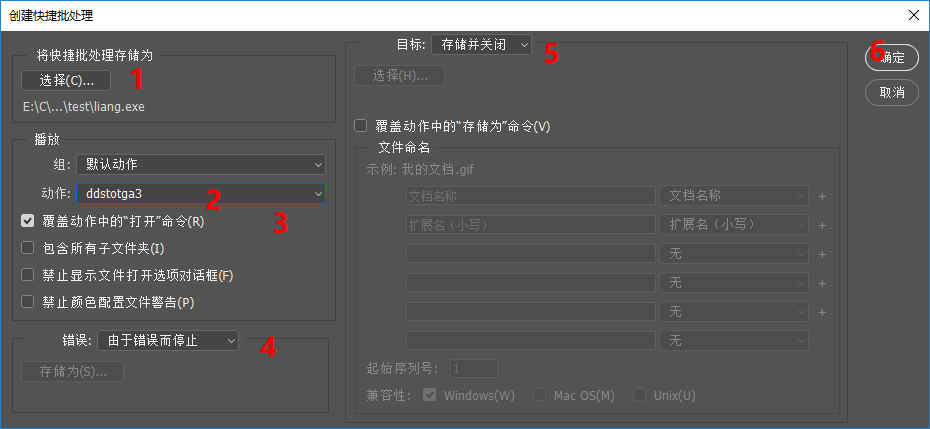 创建快捷批处理
将快捷批处理存储为
选择(C)... 1
E:\C\...\test\liang.exe
播放
组: 默认动作
动作: ddstotga3 2
覆盖动作中的“打开”命令(R) 3
包含所有子文件夹(I)
禁止显示文件打开选项对话框(F)
禁止颜色配置文件警告(P)
错误: 由于错误而停止 4
存储为(S)...
目标: 存储并关闭 5
选择(H)...
覆盖动作中的“存储为”命令(V)
文件命名
示例: 我的文档.gif
文档名称 文档名称 +
扩展名（小写） 扩展名（小写） +
无 +
无 +
无 +
无
起始序列号: 1
兼容性: Windows(W) Mac OS(M) Unix(U)
6 确定
取消